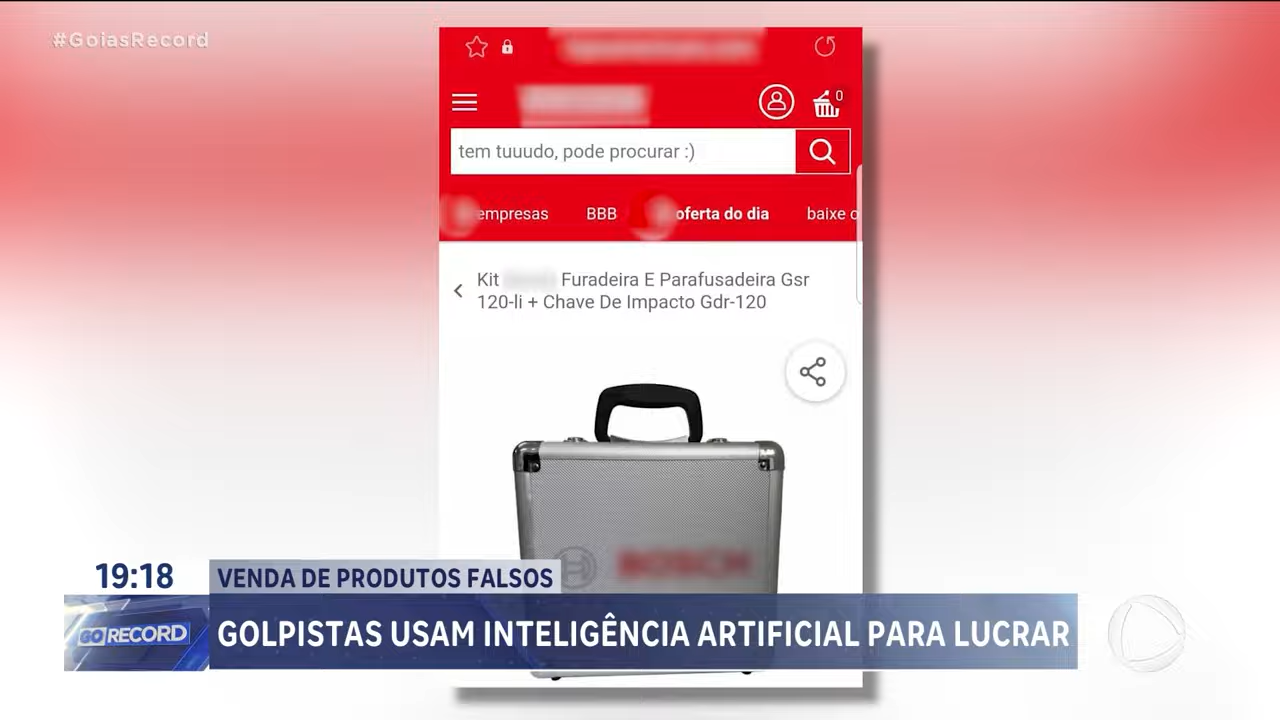 #GoiasRecord
0
tem tuuudo, pode procurar :)
empresas BBB oferta do dia baixe o
Kit Furadeira E Parafusadeira Gsr
120-li + Chave De Impacto Gdr-120
19:18 VENDA DE PRODUTOS FALSOS
GO RECORD GOLPISTAS USAM INTELIGÊNCIA ARTIFICIAL PARA LUCRAR